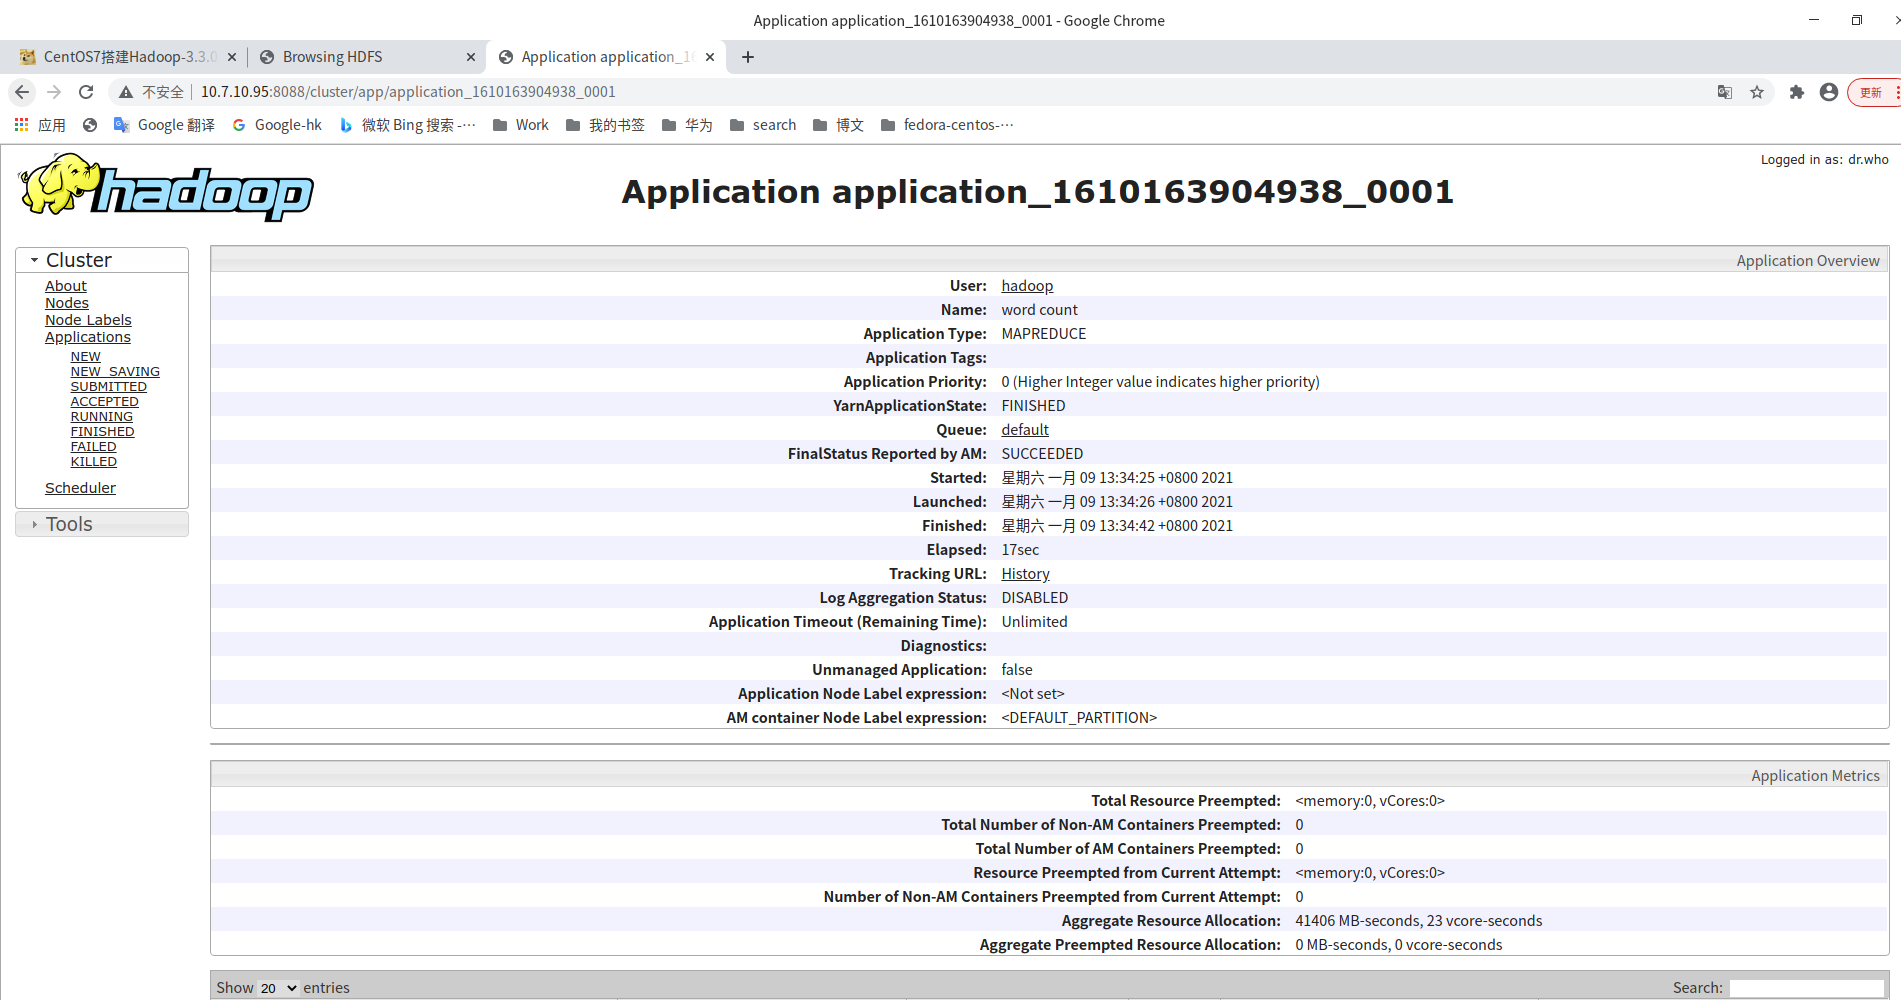 Application application_1610163904938_0001 - Google Chrome
CentOS7搭建Hadoop-3.3.0
Browsing HDFS
Application application_16
不安全 10.7.10.95:8088/cluster/app/application_1610163904938_0001
更新
应用 Google 翻译 Google-hk 微软 Bing 搜索 -… Work 我的书签 华为 search 博文 fedora-centos-…
hadoop
Application application_1610163904938_0001
Logged in as: dr.who
Cluster
About
Nodes
Node Labels
Applications
NEW
NEW_SAVING
SUBMITTED
ACCEPTED
RUNNING
FINISHED
FAILED
KILLED
Scheduler
Tools
Application Overview
User: hadoop
Name: word count
Application Type: MAPREDUCE
Application Tags:
Application Priority: 0 (Higher Integer value indicates higher priority)
YarnApplicationState: FINISHED
Queue: default
FinalStatus Reported by AM: SUCCEEDED
Started: 星期六 一月 09 13:34:25 +0800 2021
Launched: 星期六 一月 09 13:34:26 +0800 2021
Finished: 星期六 一月 09 13:34:42 +0800 2021
Elapsed: 17sec
Tracking URL: History
Log Aggregation Status: DISABLED
Application Timeout (Remaining Time): Unlimited
Diagnostics:
Unmanaged Application: false
Application Node Label expression: <Not set>
AM container Node Label expression: <DEFAULT_PARTITION>
Application Metrics
Total Resource Preempted: <memory:0, vCores:0>
Total Number of Non-AM Containers Preempted: 0
Total Number of AM Containers Preempted: 0
Resource Preempted from Current Attempt: <memory:0, vCores:0>
Number of Non-AM Containers Preempted from Current Attempt: 0
Aggregate Resource Allocation: 41406 MB-seconds, 23 vcore-seconds
Aggregate Preempted Resource Allocation: 0 MB-seconds, 0 vcore-seconds
Show 20 entries
Search: